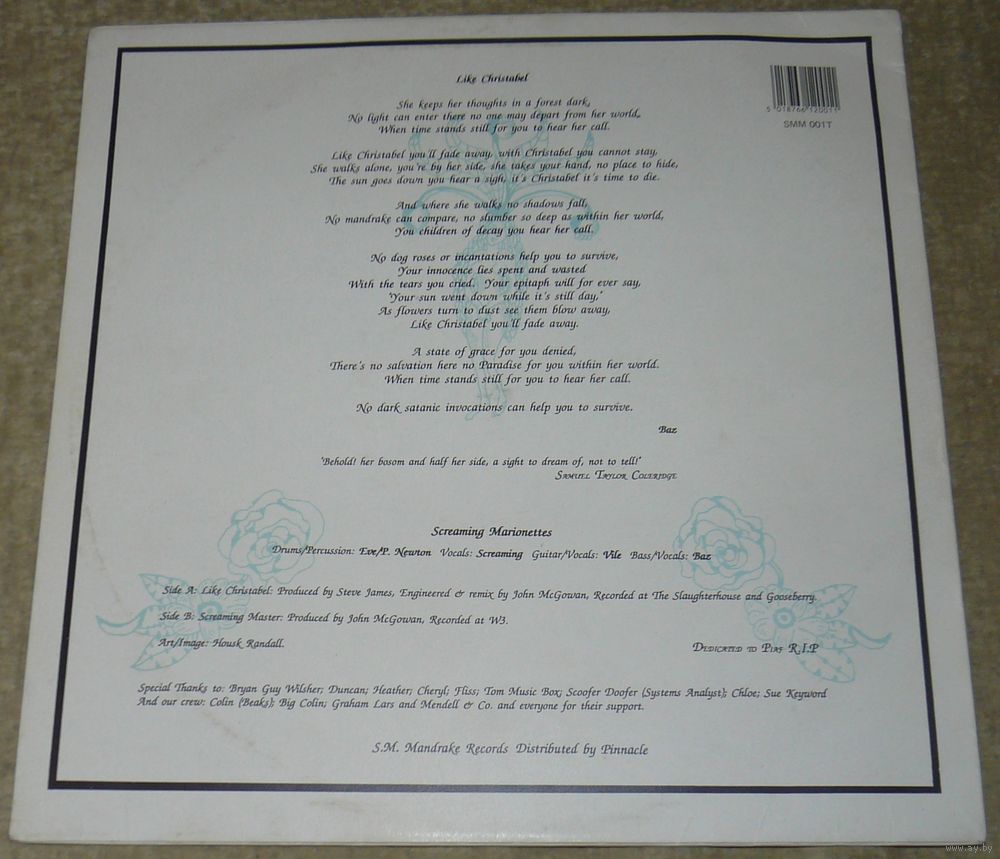 Like Christabel
5 018766 120011
SMM 001T
She keeps her thoughts in a forest dark,
No light can enter there no one may depart from her world,
When time stands still for you to hear her call.
Like Christabel you'll fade away, with Christabel you cannot stay,
She walks alone, you're by her side, she takes your hand, no place to hide,
The sun goes down you hear a sigh, it's Christabel it's time to die.
And where she walks no shadows fall,
No mandrake can compare, no slumber so deep as within her world,
You children of decay you hear her call.
No dog roses or incantations help you to survive,
Your innocence lies spent and wasted
With the tears you cried. Your epitaph will for ever say,
'Your sun went down while it's still day,'
As flowers turn to dust see them blow away,
Like Christabel you'll fade away.
A state of grace for you denied,
There's no salvation here no Paradise for you within her world.
When time stands still for you to hear her call.
No dark satanic invocations can help you to survive.
Baz
'Behold! her bosom and half her side, a sight to dream of, not to tell!'
Samuel Taylor Coleridge
Screaming Marionettes
Drums/Percussion: Eve/P. Newton Vocals: Screaming Guitar/Vocals: Vile Bass/Vocals: Baz
Side A: Like Christabel: Produced by Steve James, Engineered & remix by John McGowan, Recorded at The Slaughterhouse and Gooseberry.
Side B: Screaming Master: Produced by John McGowan, Recorded at W3.
Art/Image: Housk Randall.
Dedicated to R.I.P
Special Thanks to: Bryan Guy Wilsher; Duncan; Heather; Cheryl; Fliss; Tom Music Box; Scoofer Doofer (Systems Analyst); Chloe; Sue Keyword
And our crew: Colin (Beaks); Big Colin; Graham Lars and Mendell & Co. and everyone for their support.
S.M. Mandrake Records Distributed by Pinnacle
www.ay.by